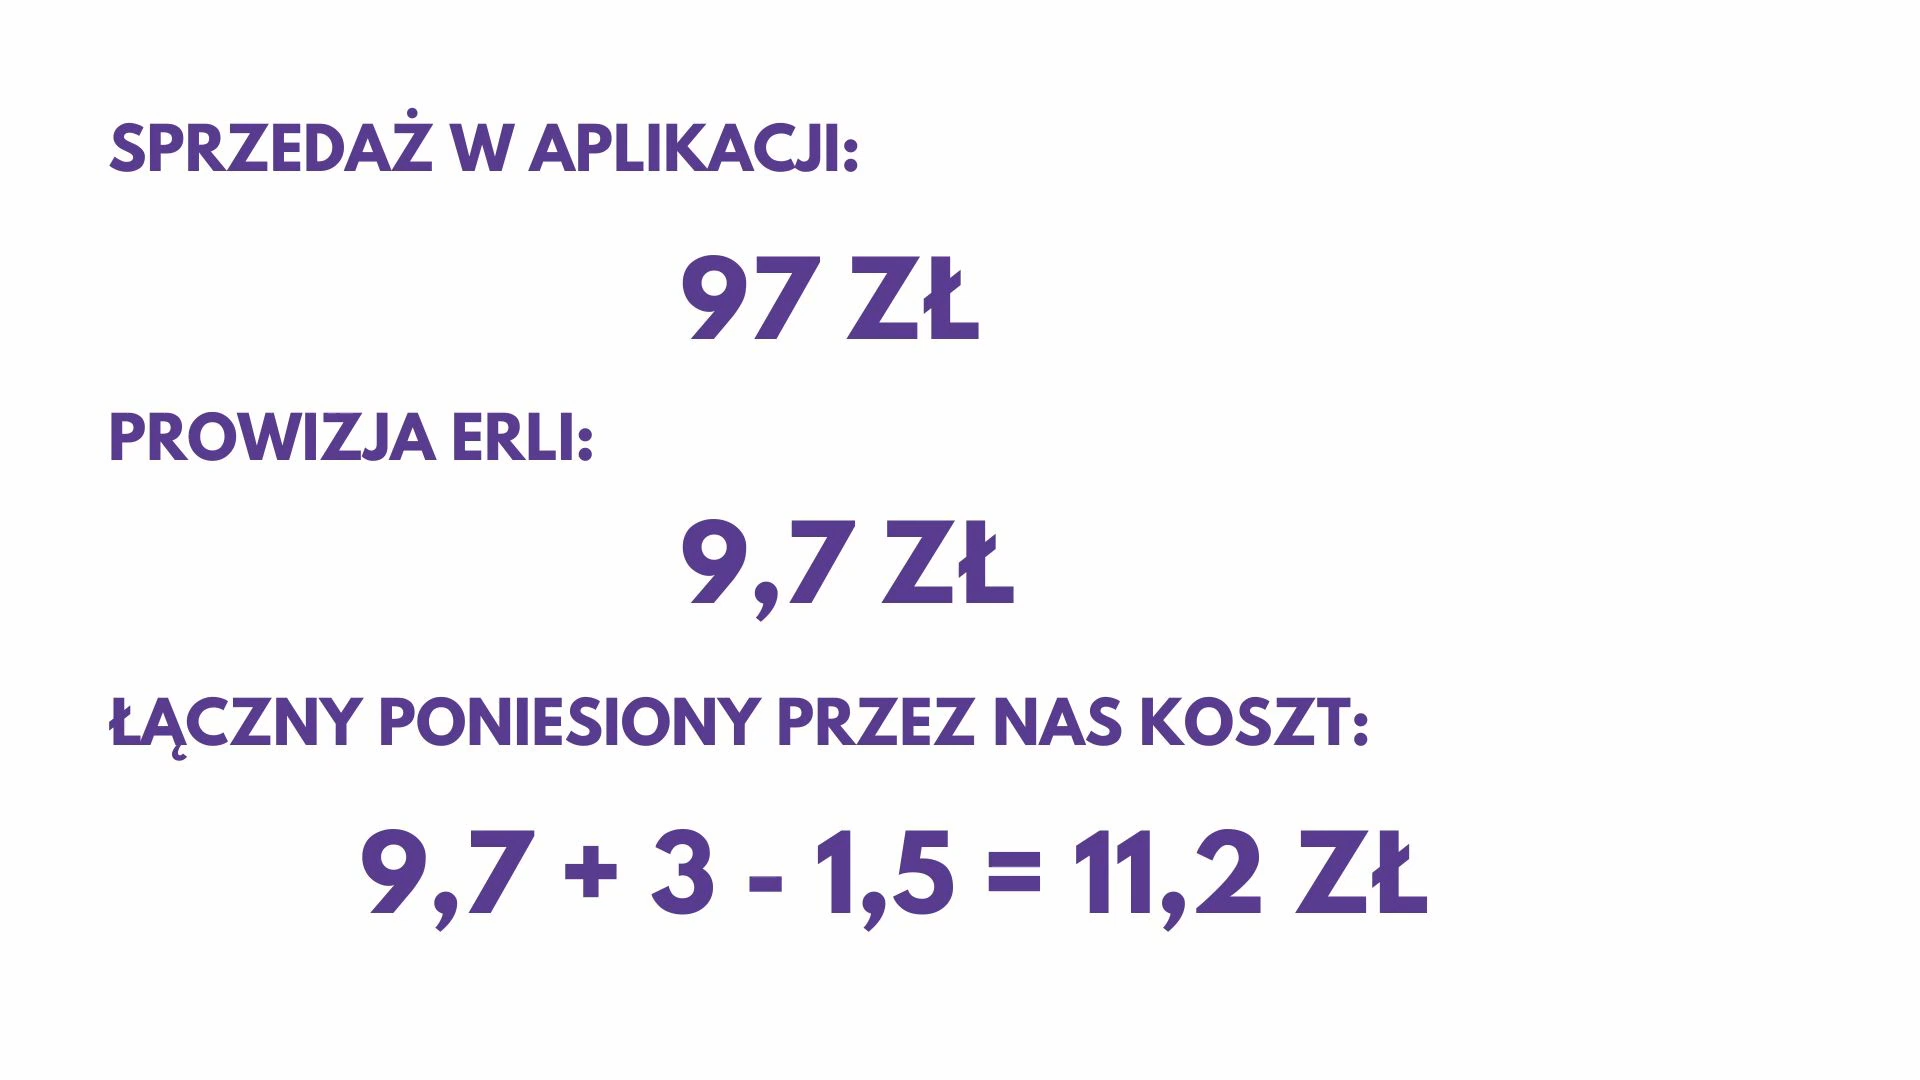 SPRZEDAŻ W APLIKACJI:
97 ZŁ
PROWIZJA ERLI:
9,7 ZŁ
ŁĄCZNY PONIESIONY PRZEZ NAS KOSZT:
9,7 + 3 - 1,5 = 11,2 ZŁ